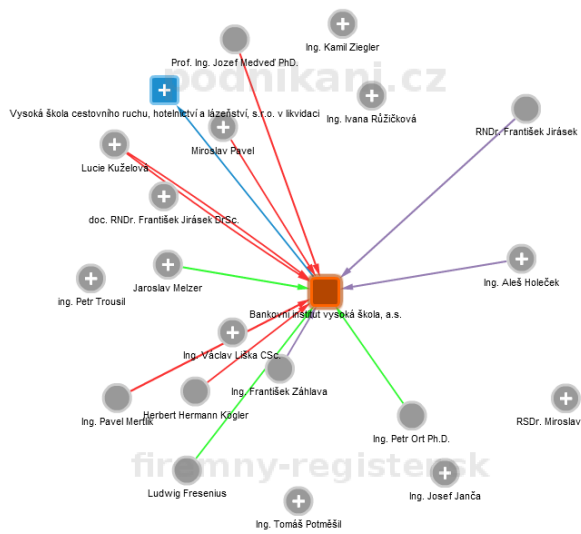 Ing. Kamil Ziegler
Prof. Ing. Jozef Medveď PhD.
podnikani.cz
Vysoká škola cestovního ruchu, hotelnictví a lázeňství, s.r.o. v likvidaci
Ing. Ivana Růžičková
RNDr. František Jirásek
Miroslav Pavel
Lucie Kuželová
doc. RNDr. František Jirásek DrSc.
Jaroslav Melzer
Ing. Aleš Holeček
ing. Petr Trousil
Bankovní institut vysoká škola, a.s.
Ing. Václav Liška CSc.
Ing. František Záhlava
Ing. Pavel Mertlík
Herbert Hermann Kogler
RSDr. Miroslav
Ing. Petr Ort Ph.D.
firemny-register.sk
Ludwig Fresenius
Ing. Josef Janča
Ing. Tomáš Potměšil